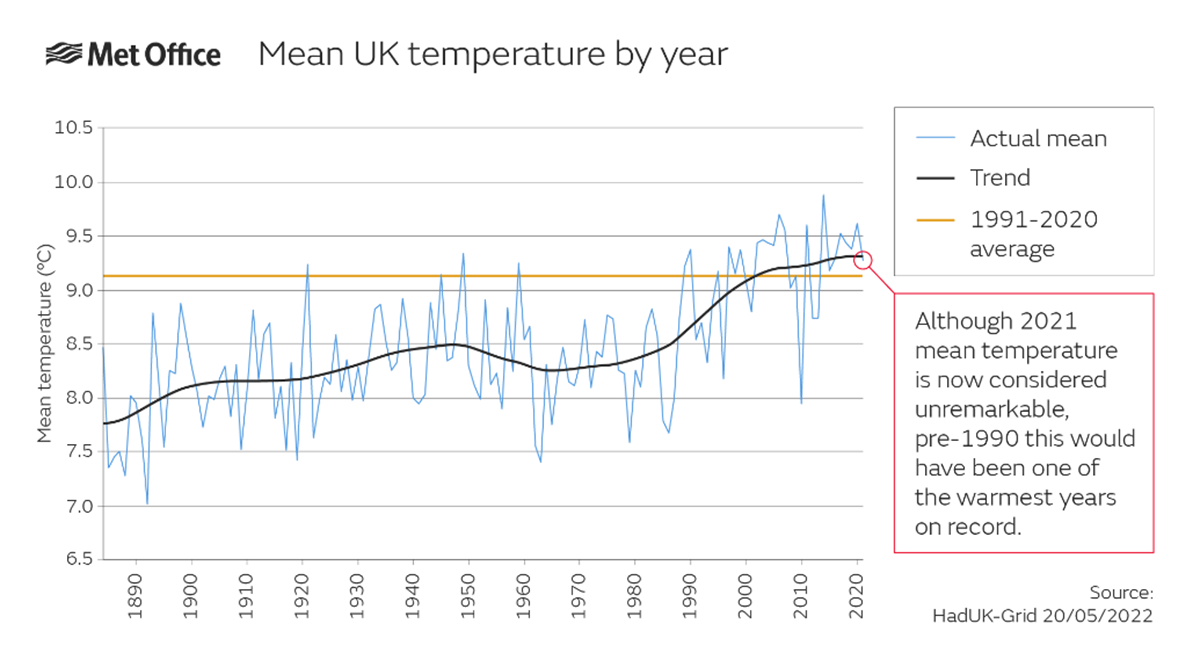 Met Office
Mean UK temperature by year
Mean temperature (°C)
10.5
10.0
9.5
9.0
8.5
8.0
7.5
7.0
6.5
1890
1900
1910
1920
1930
1940
1950
1960
1970
1980
1990
2000
2010
2020
Actual mean
Trend
1991-2020
average
Although 2021
mean temperature
is now considered
unremarkable,
pre-1990 this would
have been one of
the warmest years
on record.
Source:
HadUK-Grid 20/05/2022